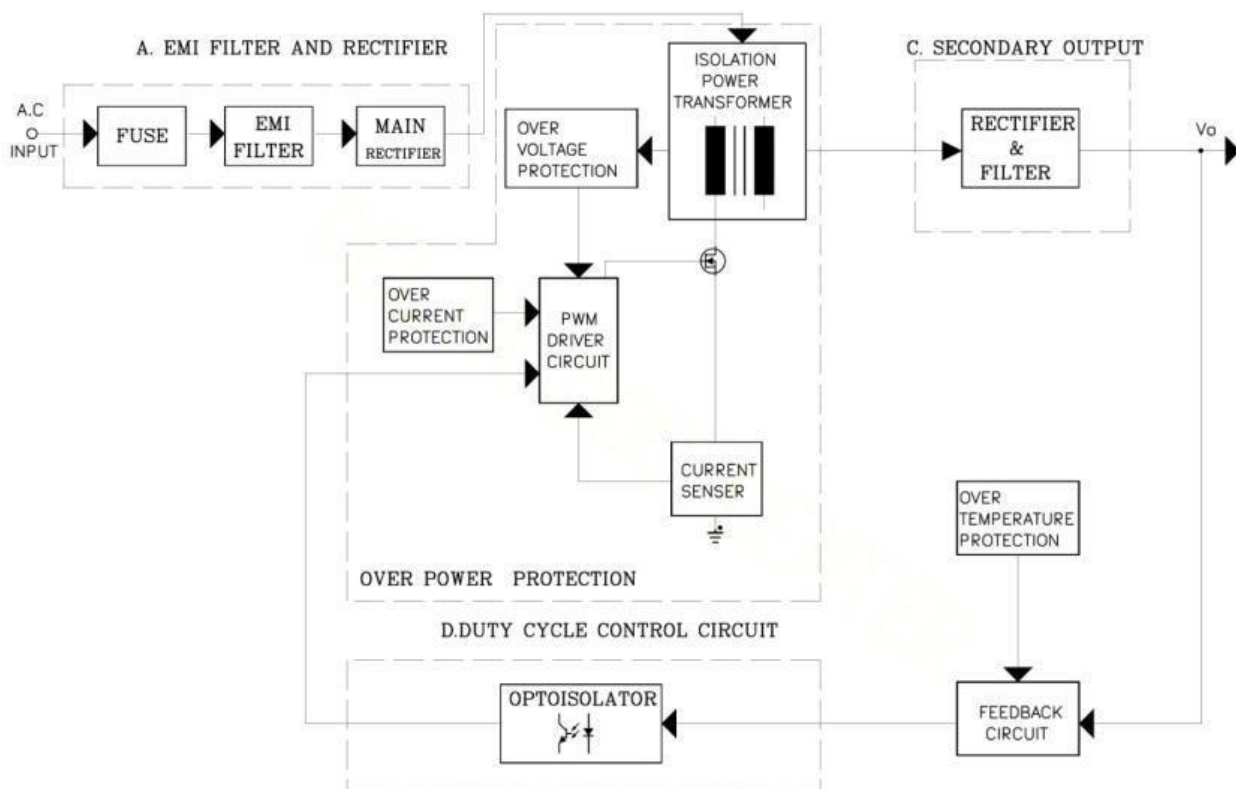 A. EMI FILTER AND RECTIFIER
C. SECONDARY OUTPUT
A.C
INPUT
FUSE
EMI
FILTER
MAIN
RECTIFIER
ISOLATION
POWER
TRANSFORMER
OVER
VOLTAGE
PROTECTION
RECTIFIER
&
FILTER
Vo
OVER
CURRENT
PROTECTION
PWM
DRIVER
CIRCUIT
CURRENT
SENSER
OVER
TEMPERATURE
PROTECTION
OVER POWER PROTECTION
D.DUTY CYCLE CONTROL CIRCUIT
OPTOISOLATOR
FEEDBACK
CIRCUIT